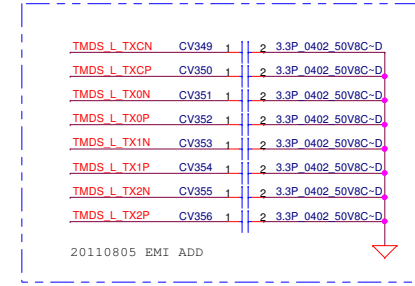 TMDS_L_TXCN CV349 1 2 3.3P_0402_50V8C~D
TMDS_L_TXCP CV350 1 2 3.3P_0402_50V8C~D
TMDS_L_TX0N CV351 1 2 3.3P_0402_50V8C~D
TMDS_L_TX0P CV352 1 2 3.3P_0402_50V8C~D
TMDS_L_TX1N CV353 1 2 3.3P_0402_50V8C~D
TMDS_L_TX1P CV354 1 2 3.3P_0402_50V8C~D
TMDS_L_TX2N CV355 1 2 3.3P_0402_50V8C~D
TMDS_L_TX2P CV356 1 2 3.3P_0402_50V8C~D
20110805 EMI ADD